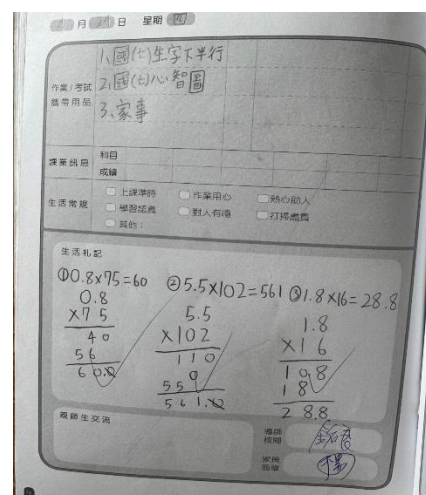 月 日 星期 四
1、國(七)生字下半行
作業/考試
攜帶用品
2、國(七)心智圖
3、家事
課業訊息
科目
成績
生活常規
上課準時 作業用心 熱心助人
學習認真 對人有禮 打掃盡責
其他：
生活札記
①0.8×75=60 ②5.5×102=561 ③1.8×16=28.8
0.8 5.5 1.8
×75 ×102 ×16
40 110 108
56 0 18
60.0 55 28.8
561.0
親師生交流
導師
核閱
家長
簽章